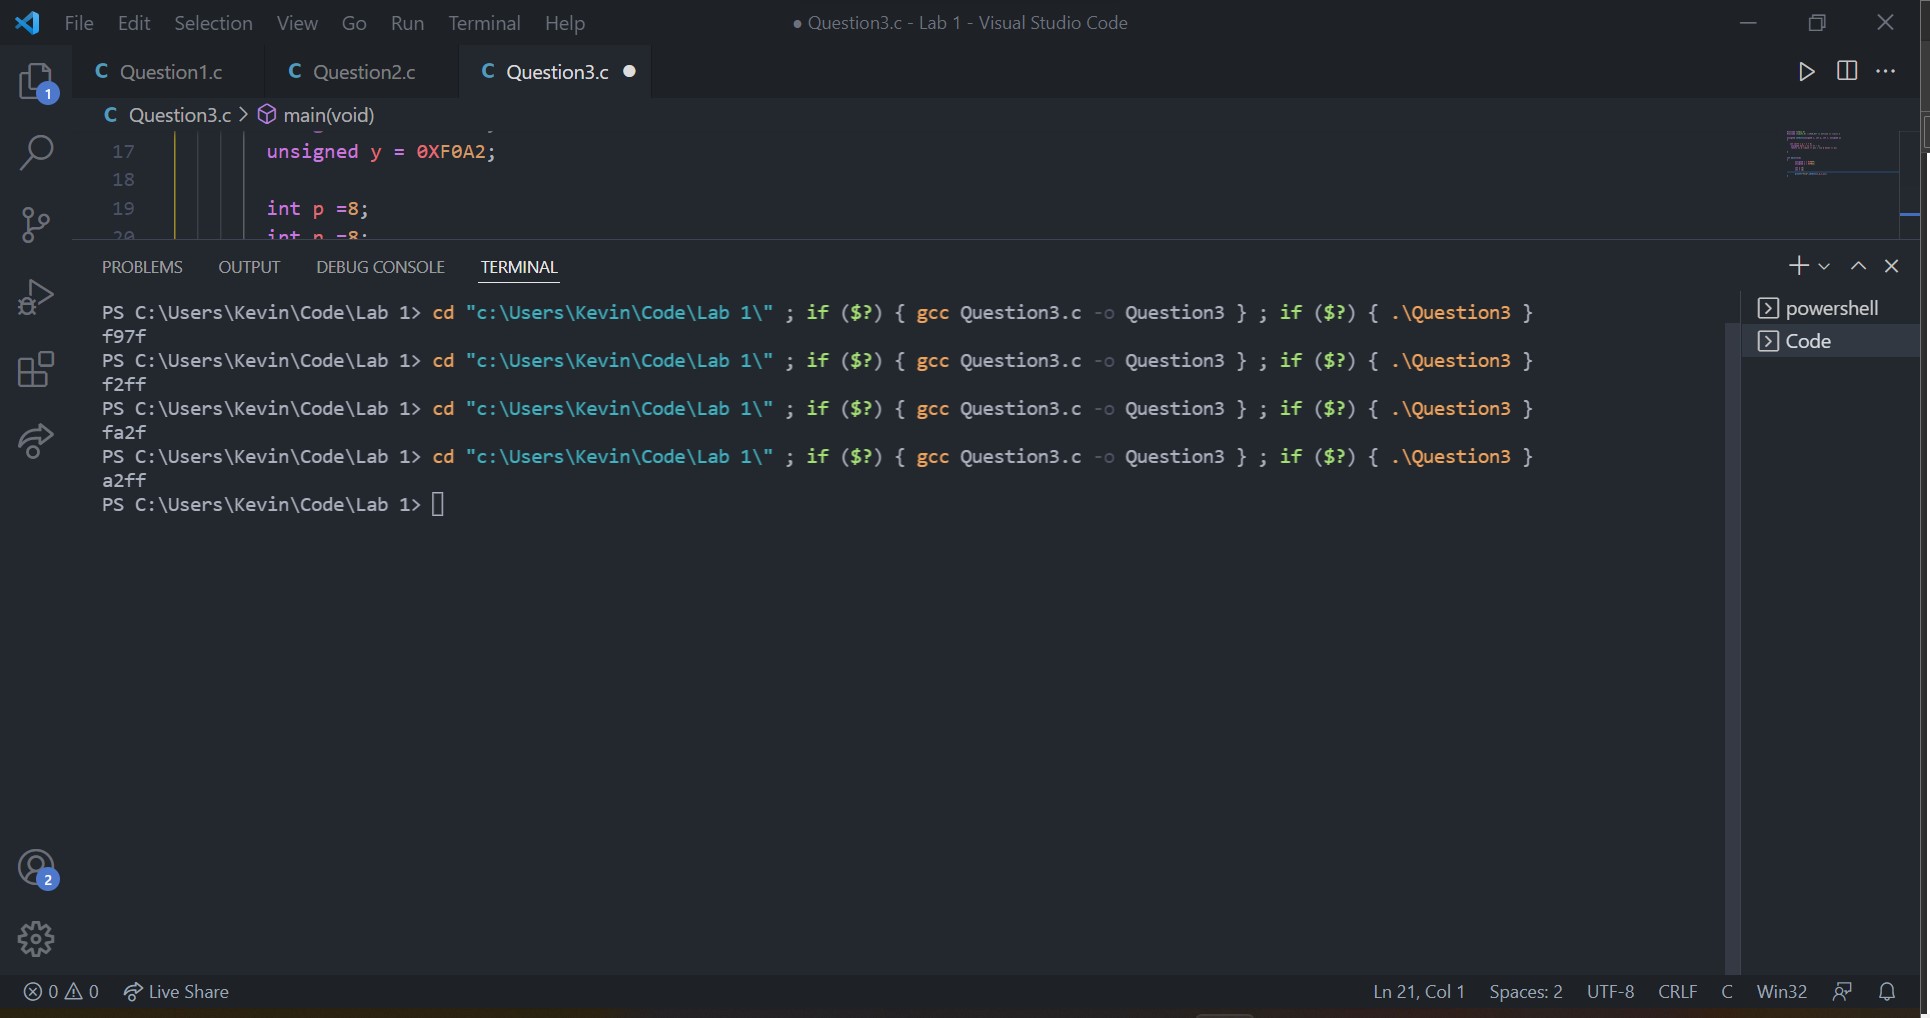 File Edit Selection View Go Run Terminal Help ● Question3.c - Lab 1 - Visual Studio Code
C Question1.c C Question2.c C Question3.c ●
1
C Question3.c > main(void)
17 unsigned y = 0XF0A2;
18
19 int p =8;
20 int n =8;
PROBLEMS OUTPUT DEBUG CONSOLE TERMINAL
PS C:\Users\Kevin\Code\Lab 1> cd "c:\Users\Kevin\Code\Lab 1\" ; if ($?) { gcc Question3.c -o Question3 } ; if ($?) { .\Question3 }
f97f
PS C:\Users\Kevin\Code\Lab 1> cd "c:\Users\Kevin\Code\Lab 1\" ; if ($?) { gcc Question3.c -o Question3 } ; if ($?) { .\Question3 }
f2ff
PS C:\Users\Kevin\Code\Lab 1> cd "c:\Users\Kevin\Code\Lab 1\" ; if ($?) { gcc Question3.c -o Question3 } ; if ($?) { .\Question3 }
fa2f
PS C:\Users\Kevin\Code\Lab 1> cd "c:\Users\Kevin\Code\Lab 1\" ; if ($?) { gcc Question3.c -o Question3 } ; if ($?) { .\Question3 }
a2ff
PS C:\Users\Kevin\Code\Lab 1>
powershell
Code
2
0 0 Live Share Ln 21, Col 1 Spaces: 2 UTF-8 CRLF C Win32